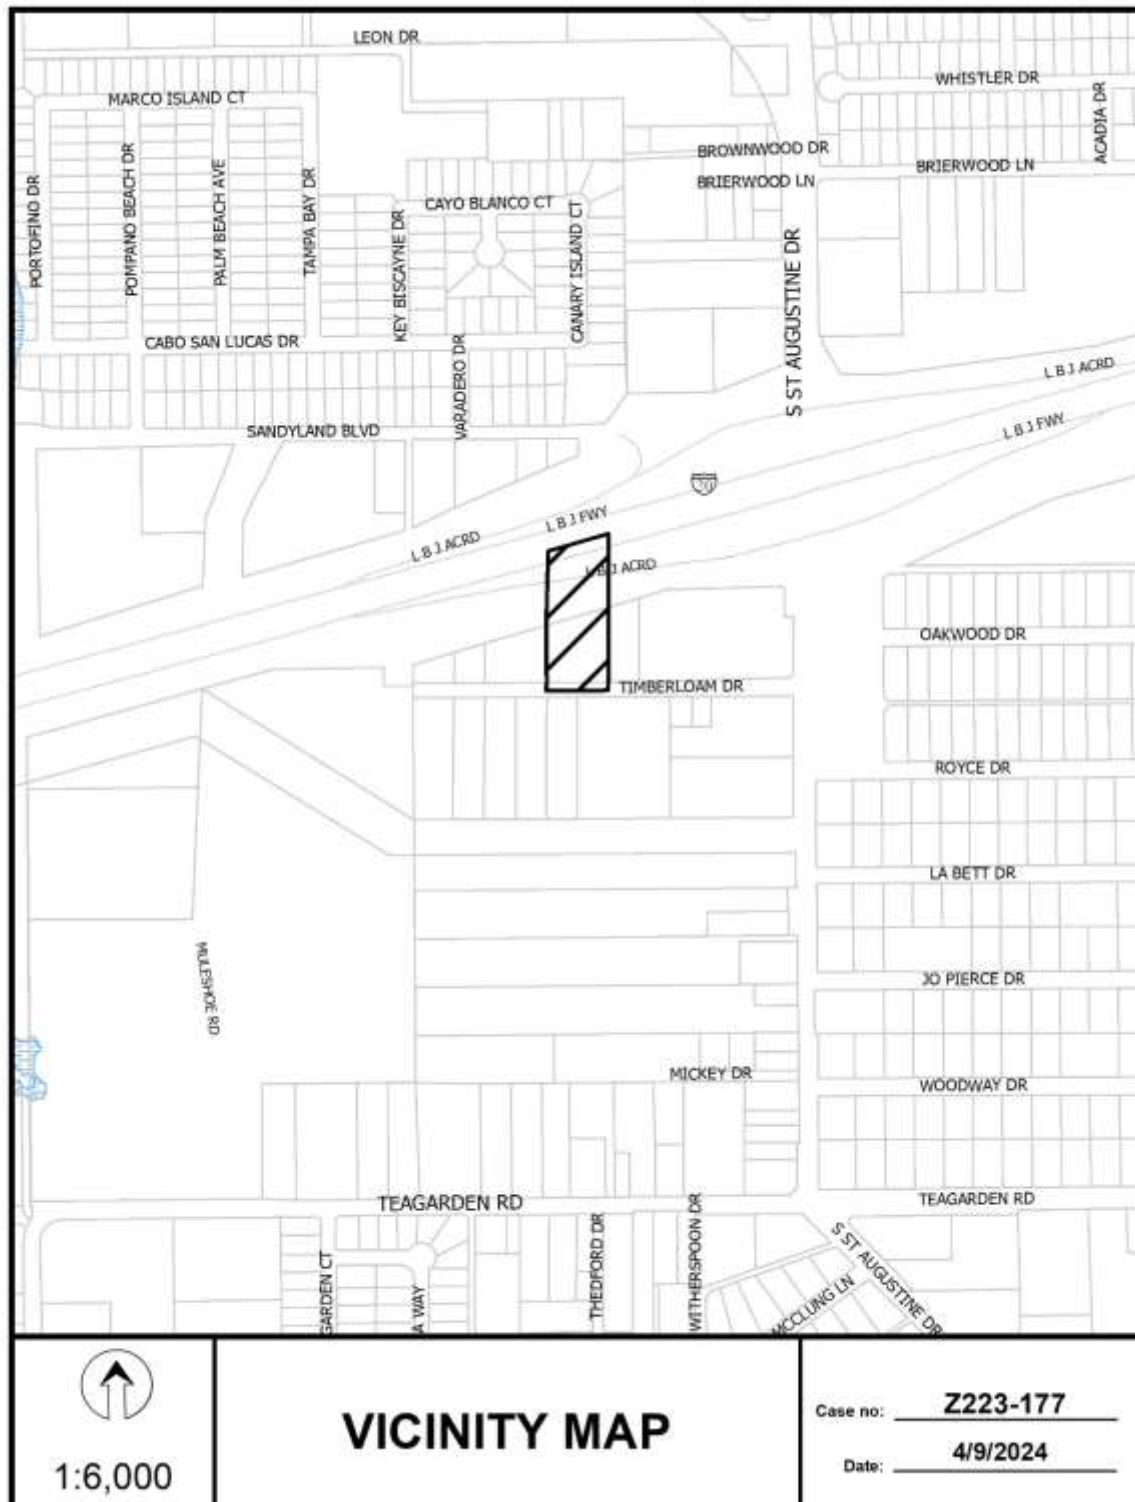 LEON DR
WHISTLER DR
MARCO ISLAND CT
ACADIA DR
BROWNWOOD DR
BRIERWOOD LN
BRIERWOOD LN
PORTOFINO DR
POMPANO BEACH DR
PALM BEACH AVE
TAMPA BAY DR
KEY BISCAYNE DR
CAYO BLANCO CT
CANARY ISLAND CT
S ST AUGUSTINE DR
CABO SAN LUCAS DR
VARADERO DR
L B J ACRD
SANDYLAND BLVD
L B J FWY
L B J FWY
L B J ACRD
L B J ACRD
OAKWOOD DR
TIMBERLOAM DR
ROYCE DR
LA BETT DR
MULESHOE RD
JO PIERCE DR
MICKEY DR
WOODWAY DR
TEAGARDEN RD
TEAGARDEN RD
GARDEN CT
A WAY
THEDFORD DR
WITHERSPOON DR
S ST AUGUSTINE DR
MCCLUNG LN
1:6,000
VICINITY MAP
Case no: Z223-177
Date: 4/9/2024